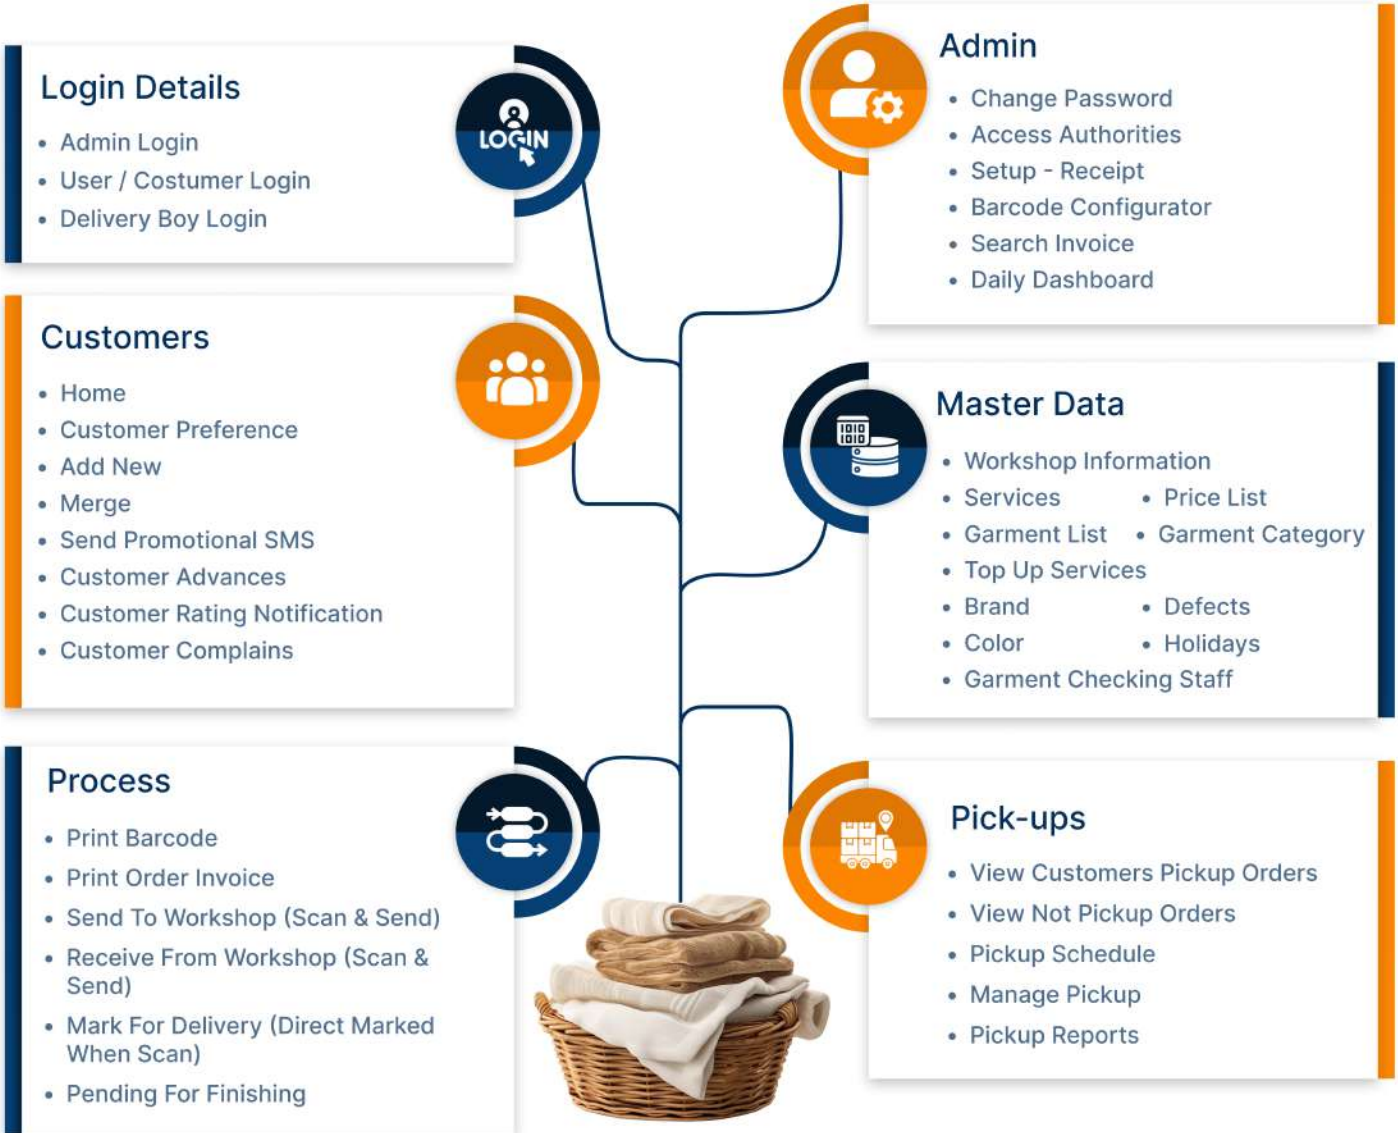 Login Details
Admin Login
User / Costumer Login
Delivery Boy Login
LOGIN
Admin
Change Password
Access Authorities
Setup - Receipt
Barcode Configurator
Search Invoice
Daily Dashboard
Customers
Home
Customer Preference
Add New
Merge
Send Promotional SMS
Customer Advances
Customer Rating Notification
Customer Complains
1010
1010
Master Data
Workshop Information
Services
Price List
Garment List
Garment Category
Top Up Services
Brand
Defects
Color
Holidays
Garment Checking Staff
Process
Print Barcode
Print Order Invoice
Send To Workshop (Scan & Send)
Receive From Workshop (Scan &
Send)
Mark For Delivery (Direct Marked
When Scan)
Pending For Finishing
Pick-ups
View Customers Pickup Orders
View Not Pickup Orders
Pickup Schedule
Manage Pickup
Pickup Reports